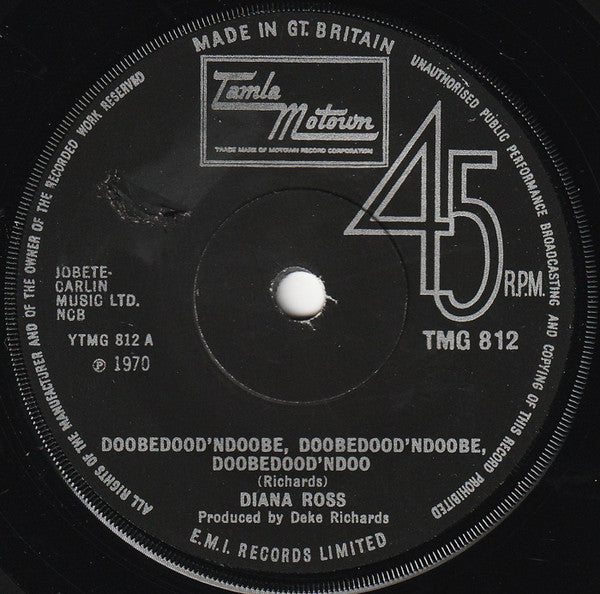 MADE IN GT. BRITAIN
UNAUTHORISED PUBLIC PERFORMANCE BROADCASTING AND COPYING OF THIS RECORD PROHIBITED
ALL RIGHTS OF THE MANUFACTURER AND OF THE OWNER OF THE RECORDED WORK RESERVED
Tamla
Motown
TRADE MARK OF MOTOWN RECORD CORPORATION
45
R.P.M.
JOBETE-
CARLIN
MUSIC LTD.
NCB
YTMG 812 A
℗ 1970
TMG 812
DOOBEDOOD'NDOOBE, DOOBEDOOD'NDOOBE,
DOOBEDOOD'NDOO
(Richards)
DIANA ROSS
Produced by Deke Richards
E.M.I. RECORDS LIMITED